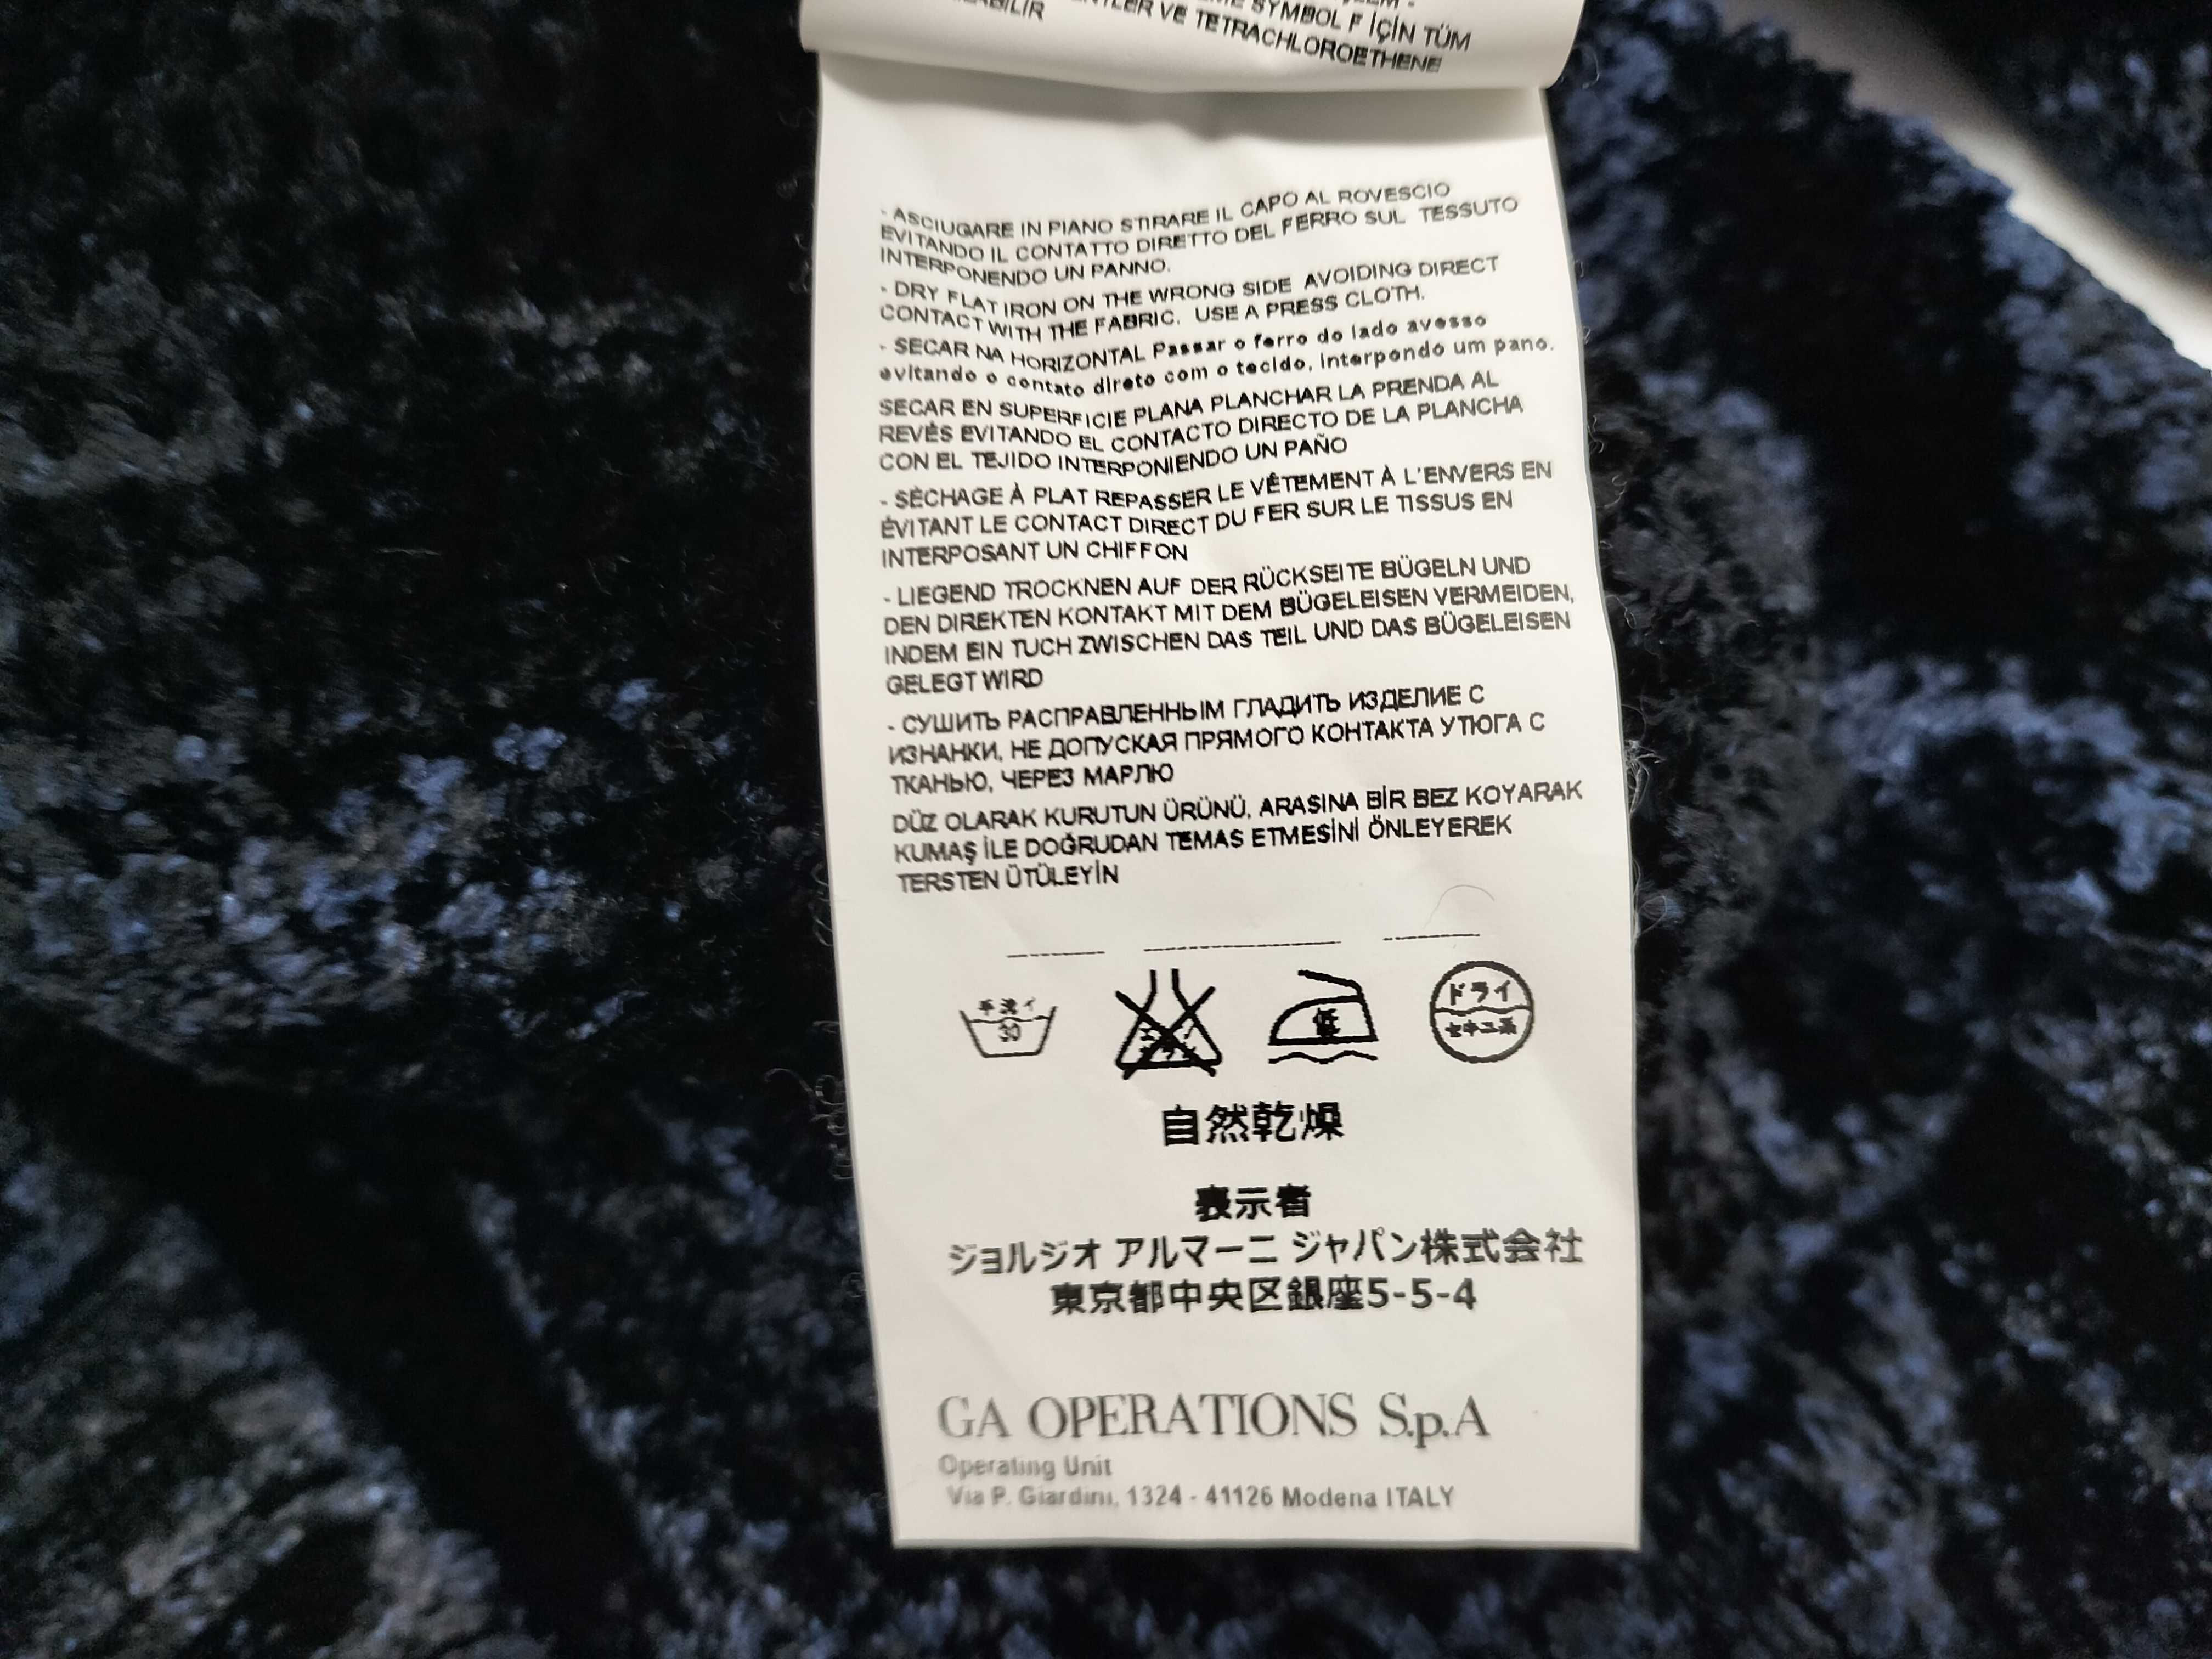 SYMBOL F İÇİN TÜM
VE TETRACHLOROETHENE
- ASCIUGARE IN PIANO STIRARE IL CAPO AL ROVESCIO
EVITANDO IL CONTATTO DIRETTO DEL FERRO SUL TESSUTO
INTERPONENDO UN PANNO.
- DRY FLAT IRON ON THE WRONG SIDE AVOIDING DIRECT
CONTACT WITH THE FABRIC. USE A PRESS CLOTH.
- SECAR NA HORIZONTAL Passar o ferro do lado avesso
evitando o contato direto com o tecido, interpondo um pano.
SECAR EN SUPERFICIE PLANA PLANCHAR LA PRENDA AL
REVÉS EVITANDO EL CONTACTO DIRECTO DE LA PLANCHA
CON EL TEJIDO INTERPONIENDO UN PAÑO
- SÉCHAGE À PLAT REPASSER LE VÊTEMENT À L'ENVERS EN
ÉVITANT LE CONTACT DIRECT DU FER SUR LE TISSUS EN
INTERPOSANT UN CHIFFON
- LIEGEND TROCKNEN AUF DER RÜCKSEITE BÜGELN UND
DEN DIREKTEN KONTAKT MIT DEM BÜGELEISEN VERMEIDEN,
INDEM EIN TUCH ZWISCHEN DAS TEIL UND DAS BÜGELEISEN
GELEGT WIRD
- СУШИТЬ РАСПРАВЛЕННЫМ ГЛАДИТЬ ИЗДЕЛИЕ С
ИЗНАНКИ, НЕ ДОПУСКАЯ ПРЯМОГО КОНТАКТА УТЮГА С
ТКАНЬЮ, ЧЕРЕЗ МАРЛЮ
DÜZ OLARAK KURUTUN ÜRÜNÜ, ARASINA BİR BEZ KOYARAK
KUMAŞ İLE DOĞRUDAN TEMAS ETMESİNİ ÖNLEYEREK
TERSTEN ÜTÜLEYİN
手洗イ 低 ドライ
30 セキユ系
自然乾燥
表示者
ジョルジオ アルマーニ ジャパン株式会社
東京都中央区銀座5-5-4
GA OPERATIONS S.p.A
Operating Unit
Via P. Giardini, 1324 - 41126 Modena ITALY